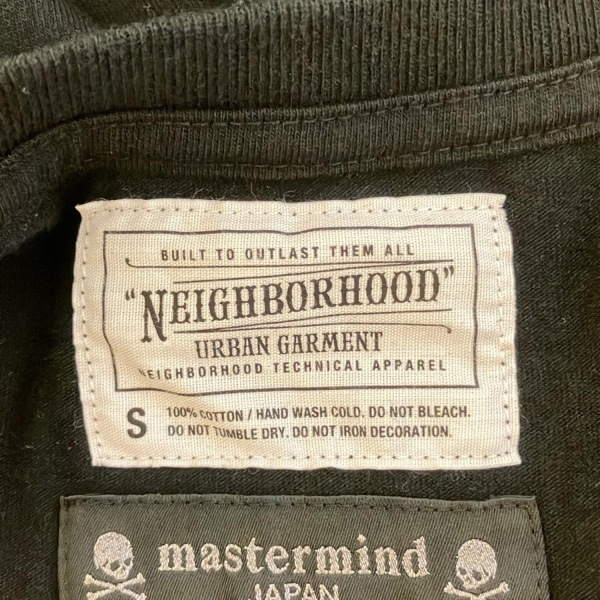 BUILT TO OUTLAST THEM ALL
"NEIGHBORHOOD"
URBAN GARMENT
NEIGHBORHOOD TECHNICAL APPAREL
S
100% COTTON / HAND WASH COLD. DO NOT BLEACH.
DO NOT TUMBLE DRY. DO NOT IRON DECORATION.
mastermind
JAPAN